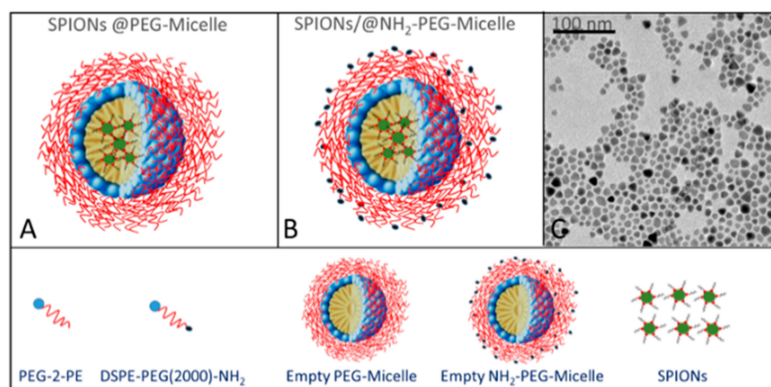 SPIONs @PEG-Micelle
SPIONs/@NH₂-PEG-Micelle
100 nm
A
B
C
PEG-2-PE
DSPE-PEG(2000)-NH₂
Empty PEG-Micelle
Empty NH₂-PEG-Micelle
SPIONs